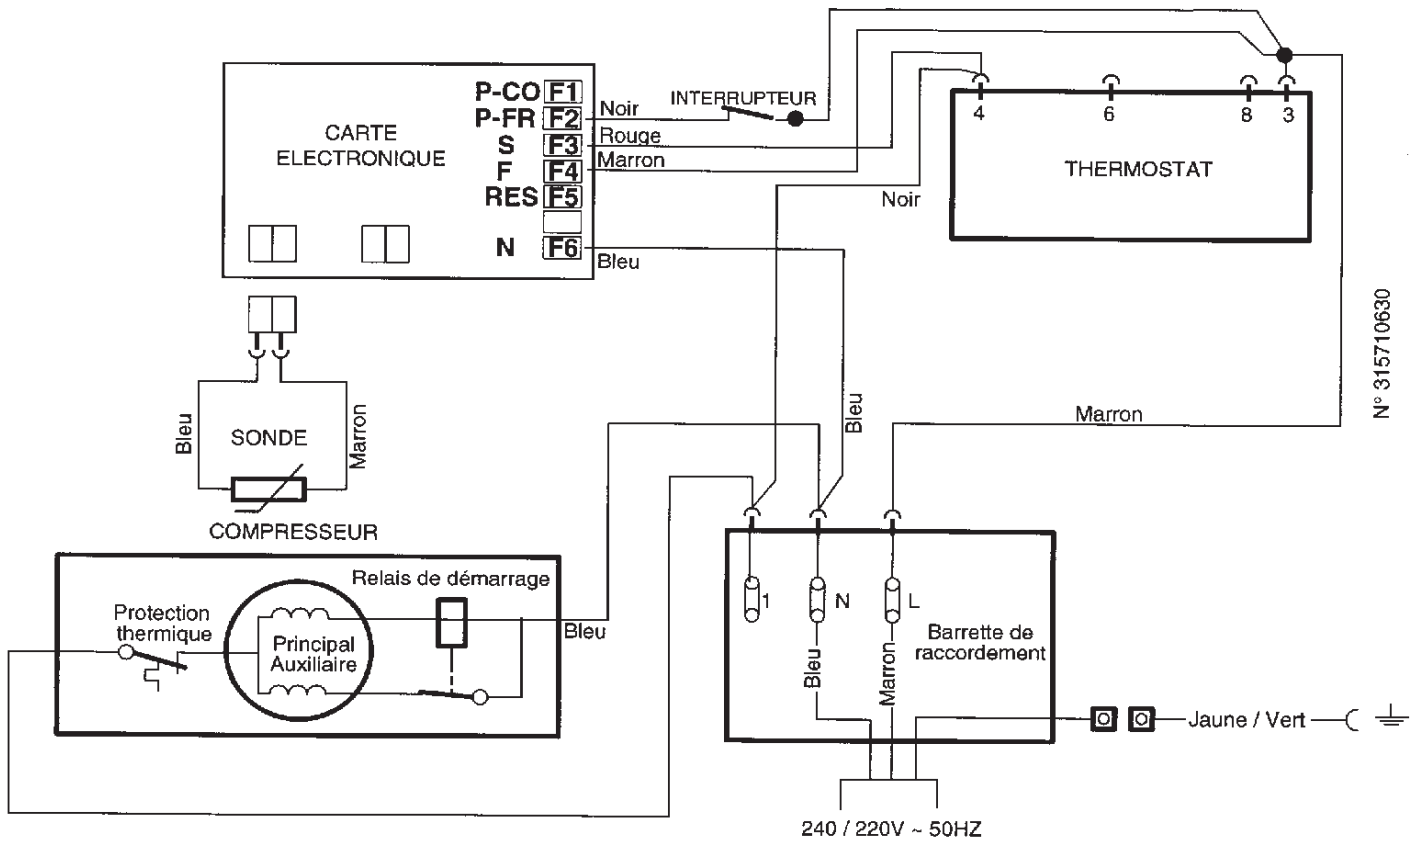 CARTE
ELECTRONIQUE
P-CO F1
P-FR F2
S F3
F F4
RES F5
N F6
Noir
Rouge
Marron
Bleu
INTERRUPTEUR
4 6 8 3
THERMOSTAT
Noir
N° 315710630
Bleu
SONDE
Marron
Bleu
Marron
COMPRESSEUR
Relais de démarrage
Protection
thermique
Principal
Auxiliaire
Bleu
1 N L
Barrette de
raccordement
Bleu
Marron
Jaune / Vert
240 / 220V ~ 50HZ